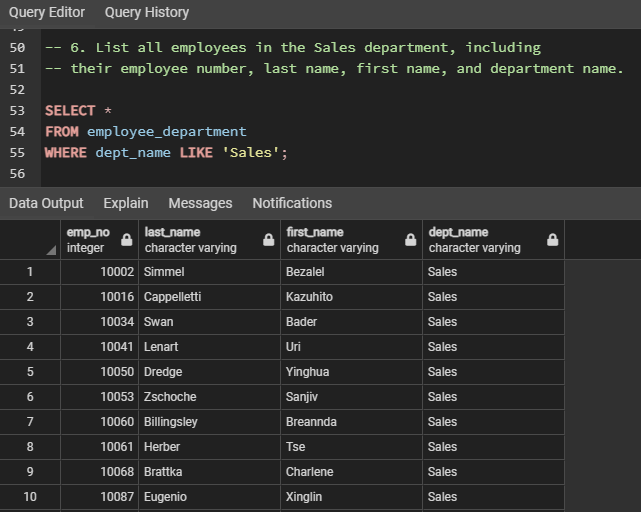 Query Editor Query History
50 -- 6. List all employees in the Sales department, including
51 -- their employee number, last name, first name, and department name.
52
53 SELECT *
54 FROM employee_department
55 WHERE dept_name LIKE 'Sales';
56
Data Output Explain Messages Notifications
emp_no last_name first_name dept_name
integer character varying character varying character varying
1 10002 Simmel Bezalel Sales
2 10016 Cappelletti Kazuhito Sales
3 10034 Swan Bader Sales
4 10041 Lenart Uri Sales
5 10050 Dredge Yinghua Sales
6 10053 Zschoche Sanjiv Sales
7 10060 Billingsley Breannda Sales
8 10061 Herber Tse Sales
9 10068 Brattka Charlene Sales
10 10087 Eugenio Xinglin Sales